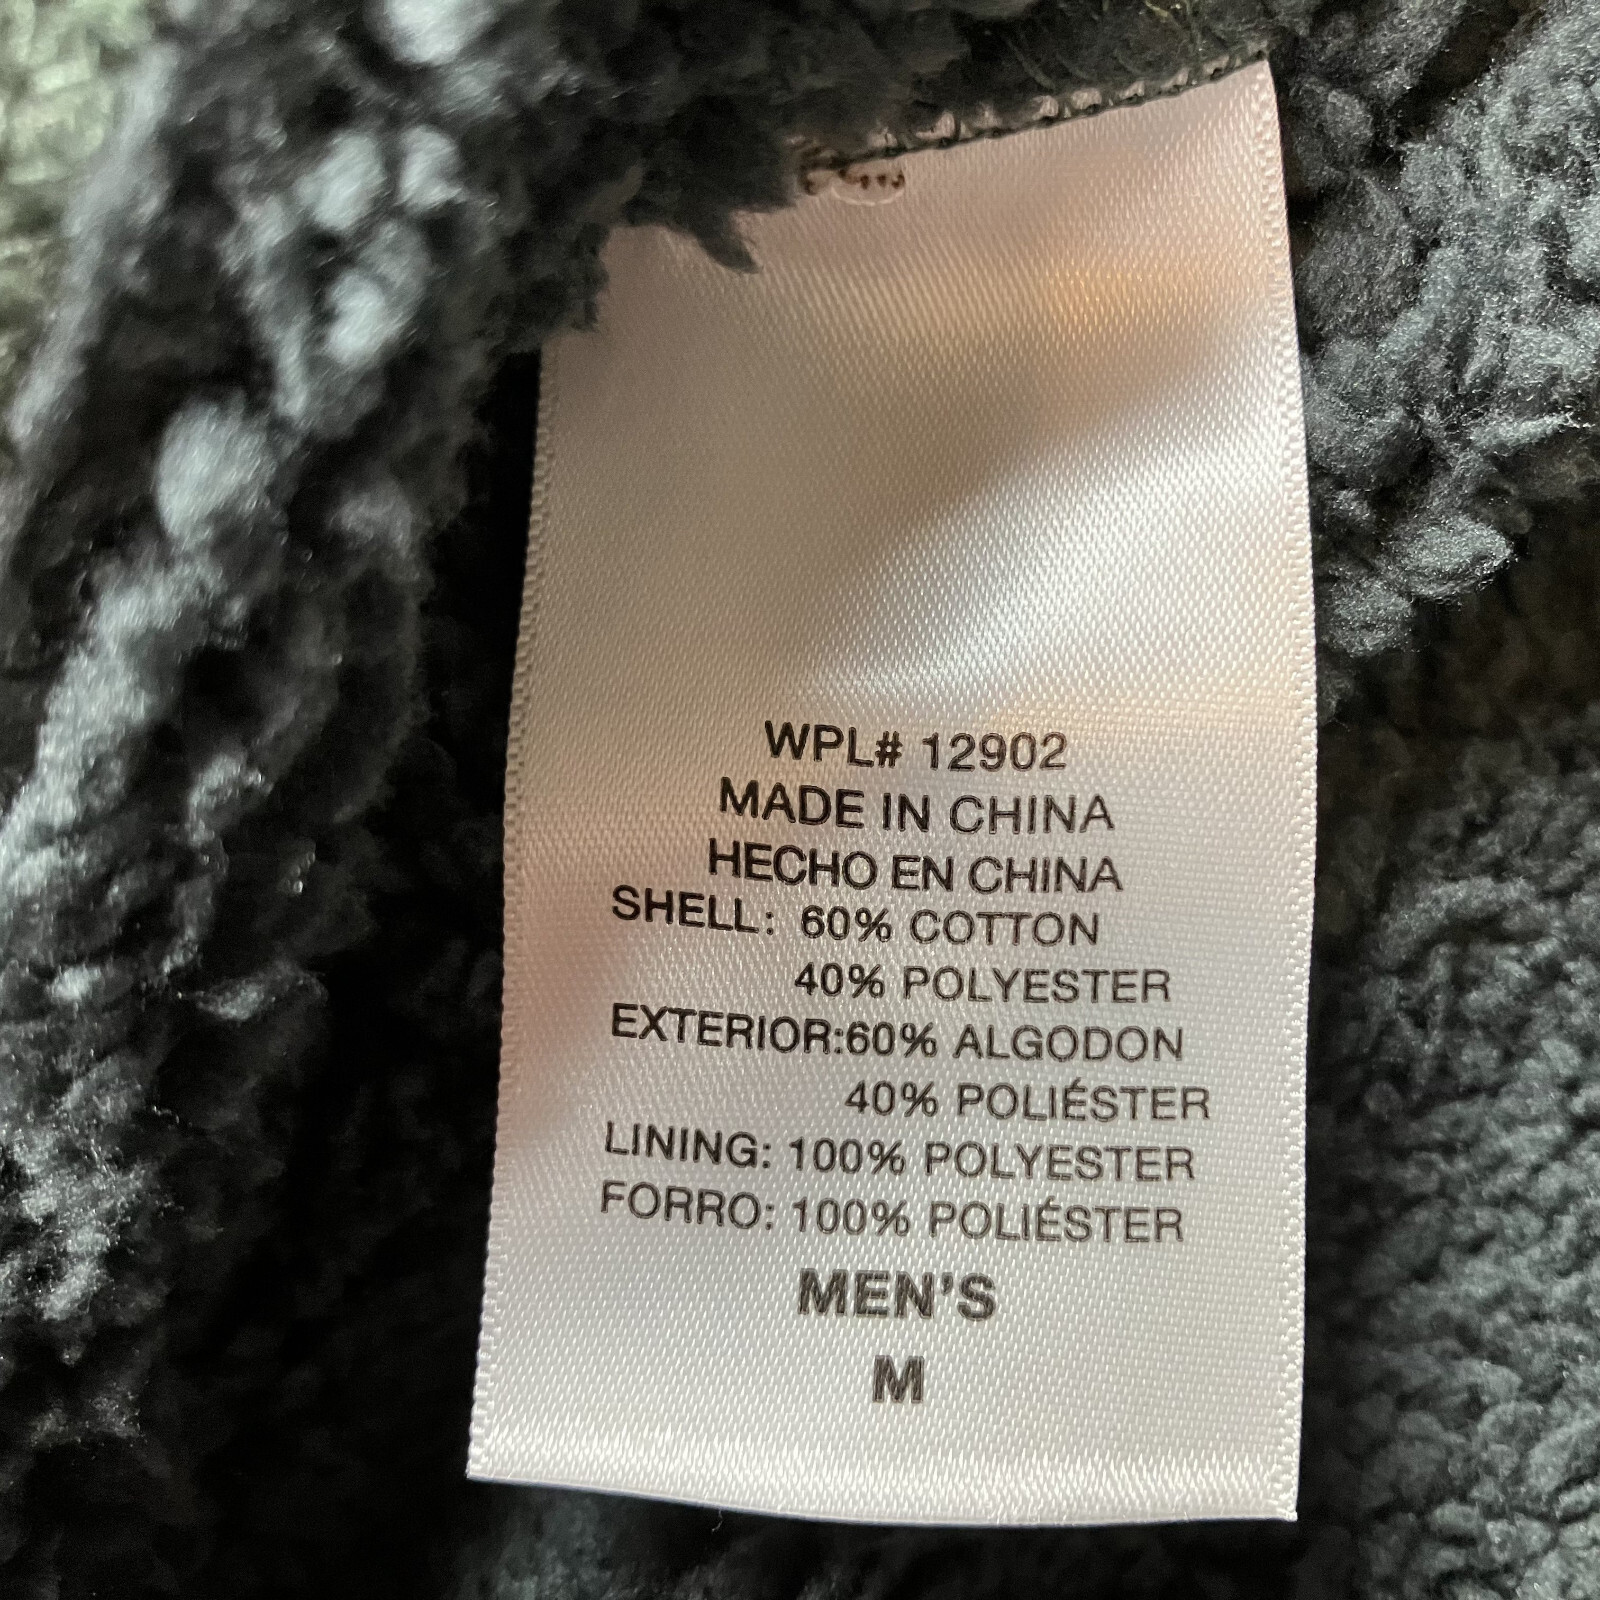 WPL# 12902
MADE IN CHINA
HECHO EN CHINA
SHELL: 60% COTTON
40% POLYESTER
EXTERIOR:60% ALGODON
40% POLIÉSTER
LINING: 100% POLYESTER
FORRO: 100% POLIÉSTER
MEN'S
M